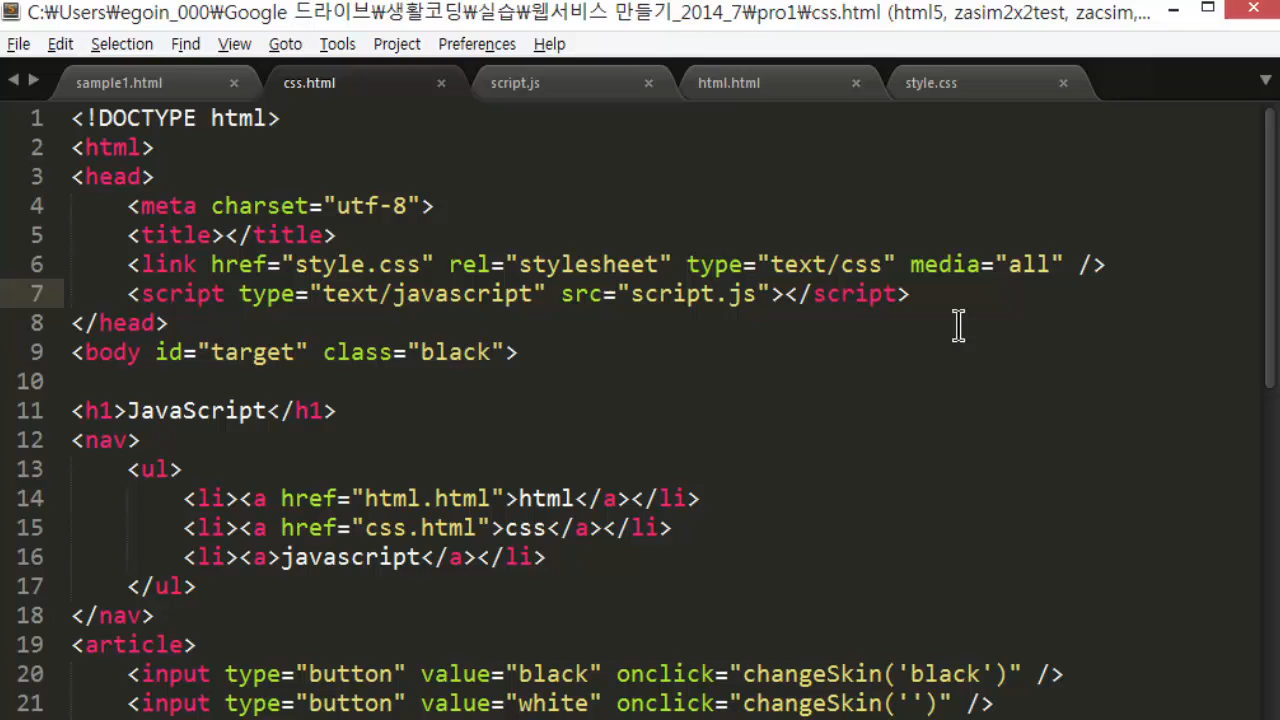 C:₩Users₩egoin_000₩Google 드라이브₩생활코딩₩실습₩웹서비스 만들기_2014_7₩pro1₩css.html (html5, zasim2x2test, zacsim,...
File Edit Selection Find View Goto Tools Project Preferences Help
sample1.html css.html script.js html.html style.css
1 <!DOCTYPE html>
2 <html>
3 <head>
4 <meta charset="utf-8">
5 <title></title>
6 <link href="style.css" rel="stylesheet" type="text/css" media="all" />
7 <script type="text/javascript" src="script.js"></script>
8 </head>
9 <body id="target" class="black">
10
11 <h1>JavaScript</h1>
12 <nav>
13 <ul>
14 <li><a href="html.html">html</a></li>
15 <li><a href="css.html">css</a></li>
16 <li><a>javascript</a></li>
17 </ul>
18 </nav>
19 <article>
20 <input type="button" value="black" onclick="changeSkin('black')" />
21 <input type="button" value="white" onclick="changeSkin('')" />